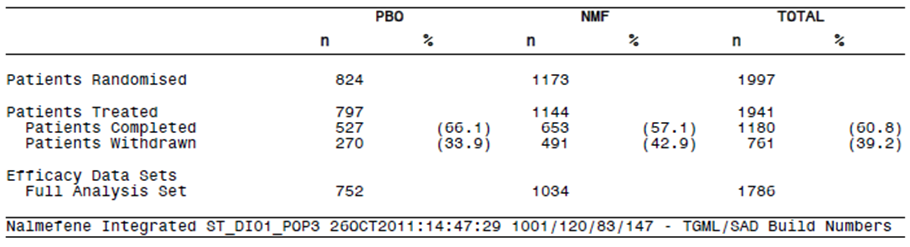 PBO NMF TOTAL
n % n % n %
Patients Randomised 824 1173 1997
Patients Treated 797 1144 1941
Patients Completed 527 (66.1) 653 (57.1) 1180 (60.8)
Patients Withdrawn 270 (33.9) 491 (42.9) 761 (39.2)
Efficacy Data Sets
Full Analysis Set 752 1034 1786
Nalmefene Integrated ST_DI01_POP3 26OCT2011:14:47:29 1001/120/83/147 - TGML/SAD Build Numbers